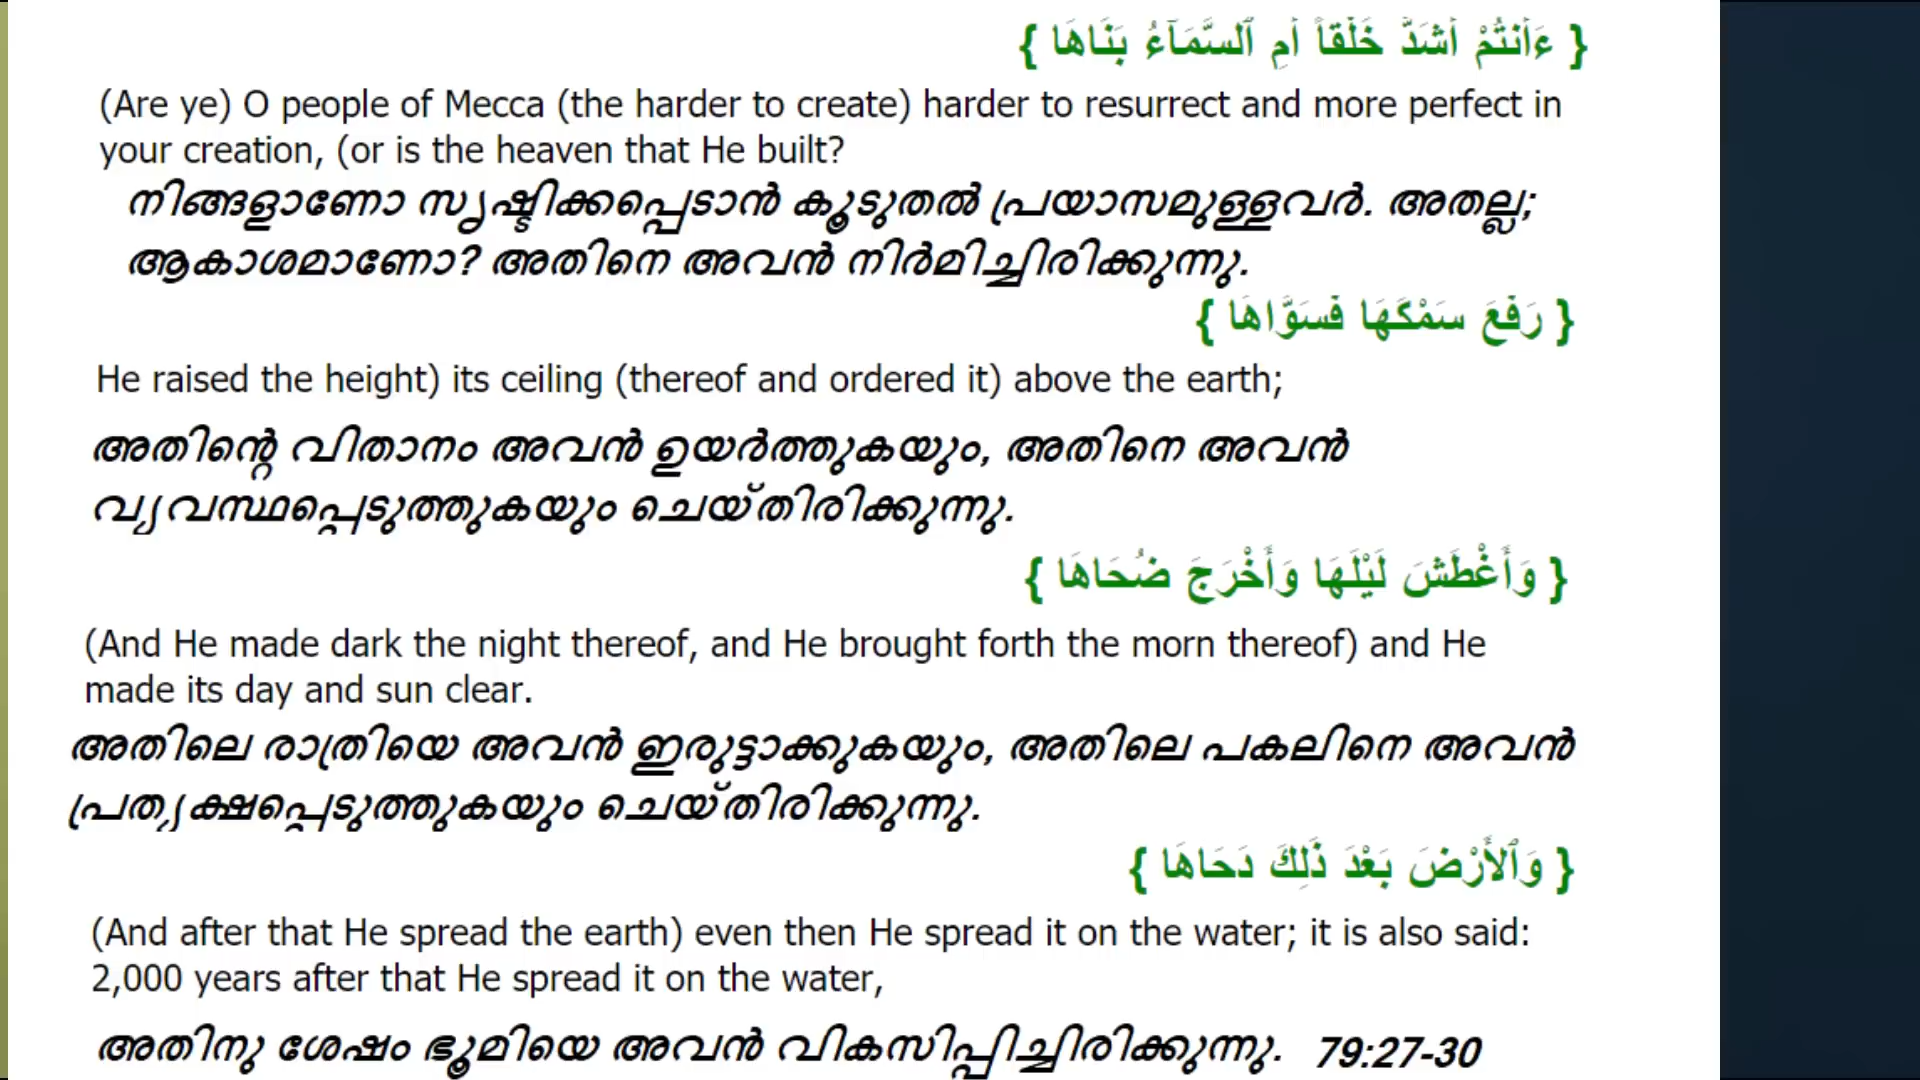 { ءَأَنتُمْ أَشَدُّ خَلْقاً أَمِ ٱلسَّمَآءُ بَنَاهَا }
(Are ye) O people of Mecca (the harder to create) harder to resurrect and more perfect in
your creation, (or is the heaven that He built?
നിങ്ങളാണോ സൃഷ്ടിക്കപ്പെടാൻ കൂടുതൽ പ്രയാസമുള്ളവർ. അതല്ല;
ആകാശമാണോ? അതിനെ അവൻ നിർമിച്ചിരിക്കുന്നു.
{ رَفَعَ سَمْكَهَا فَسَوَّاهَا }
He raised the height) its ceiling (thereof and ordered it) above the earth;
അതിന്റെ വിതാനം അവൻ ഉയർത്തുകയും, അതിനെ അവൻ
വ്യവസ്ഥപ്പെടുത്തുകയും ചെയ്തിരിക്കുന്നു.
{ وَأَغْطَشَ لَيْلَهَا وَأَخْرَجَ ضُحَاهَا }
(And He made dark the night thereof, and He brought forth the morn thereof) and He
made its day and sun clear.
അതിലെ രാത്രിയെ അവൻ ഇരുട്ടാക്കുകയും, അതിലെ പകലിനെ അവൻ
പ്രത്യക്ഷപ്പെടുത്തുകയും ചെയ്തിരിക്കുന്നു.
{ وَٱلأَرْضَ بَعْدَ ذَلِكَ دَحَاهَا }
(And after that He spread the earth) even then He spread it on the water; it is also said:
2,000 years after that He spread it on the water,
അതിനു ശേഷം ഭൂമിയെ അവൻ വികസിപ്പിച്ചിരിക്കുന്നു. 79:27-30